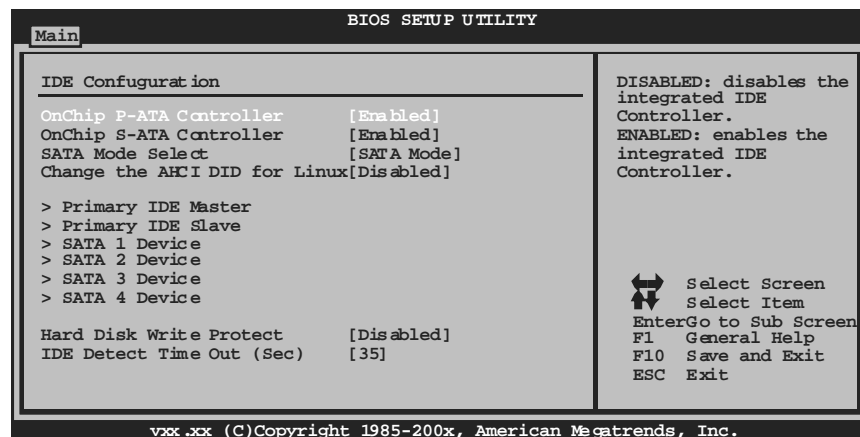 BIOS SETUP UTILITY
Main
IDE Confuguration
OnChip P-ATA Controller [Enabled]
OnChip S-ATA Controller [Enabled]
SATA Mode Select [SATA Mode]
Change the AHCI DID for Linux[Disabled]
> Primary IDE Master
> Primary IDE Slave
> SATA 1 Device
> SATA 2 Device
> SATA 3 Device
> SATA 4 Device
Hard Disk Write Protect [Disabled]
IDE Detect Time Out (Sec) [35]
DISABLED: disables the
integrated IDE
Controller.
ENABLED: enables the
integrated IDE
Controller.
Select Screen
Select Item
EnterGo to Sub Screen
F1 General Help
F10 Save and Exit
ESC Exit
vxx.xx (C)Copyright 1985-200x, American Megatrends, Inc.